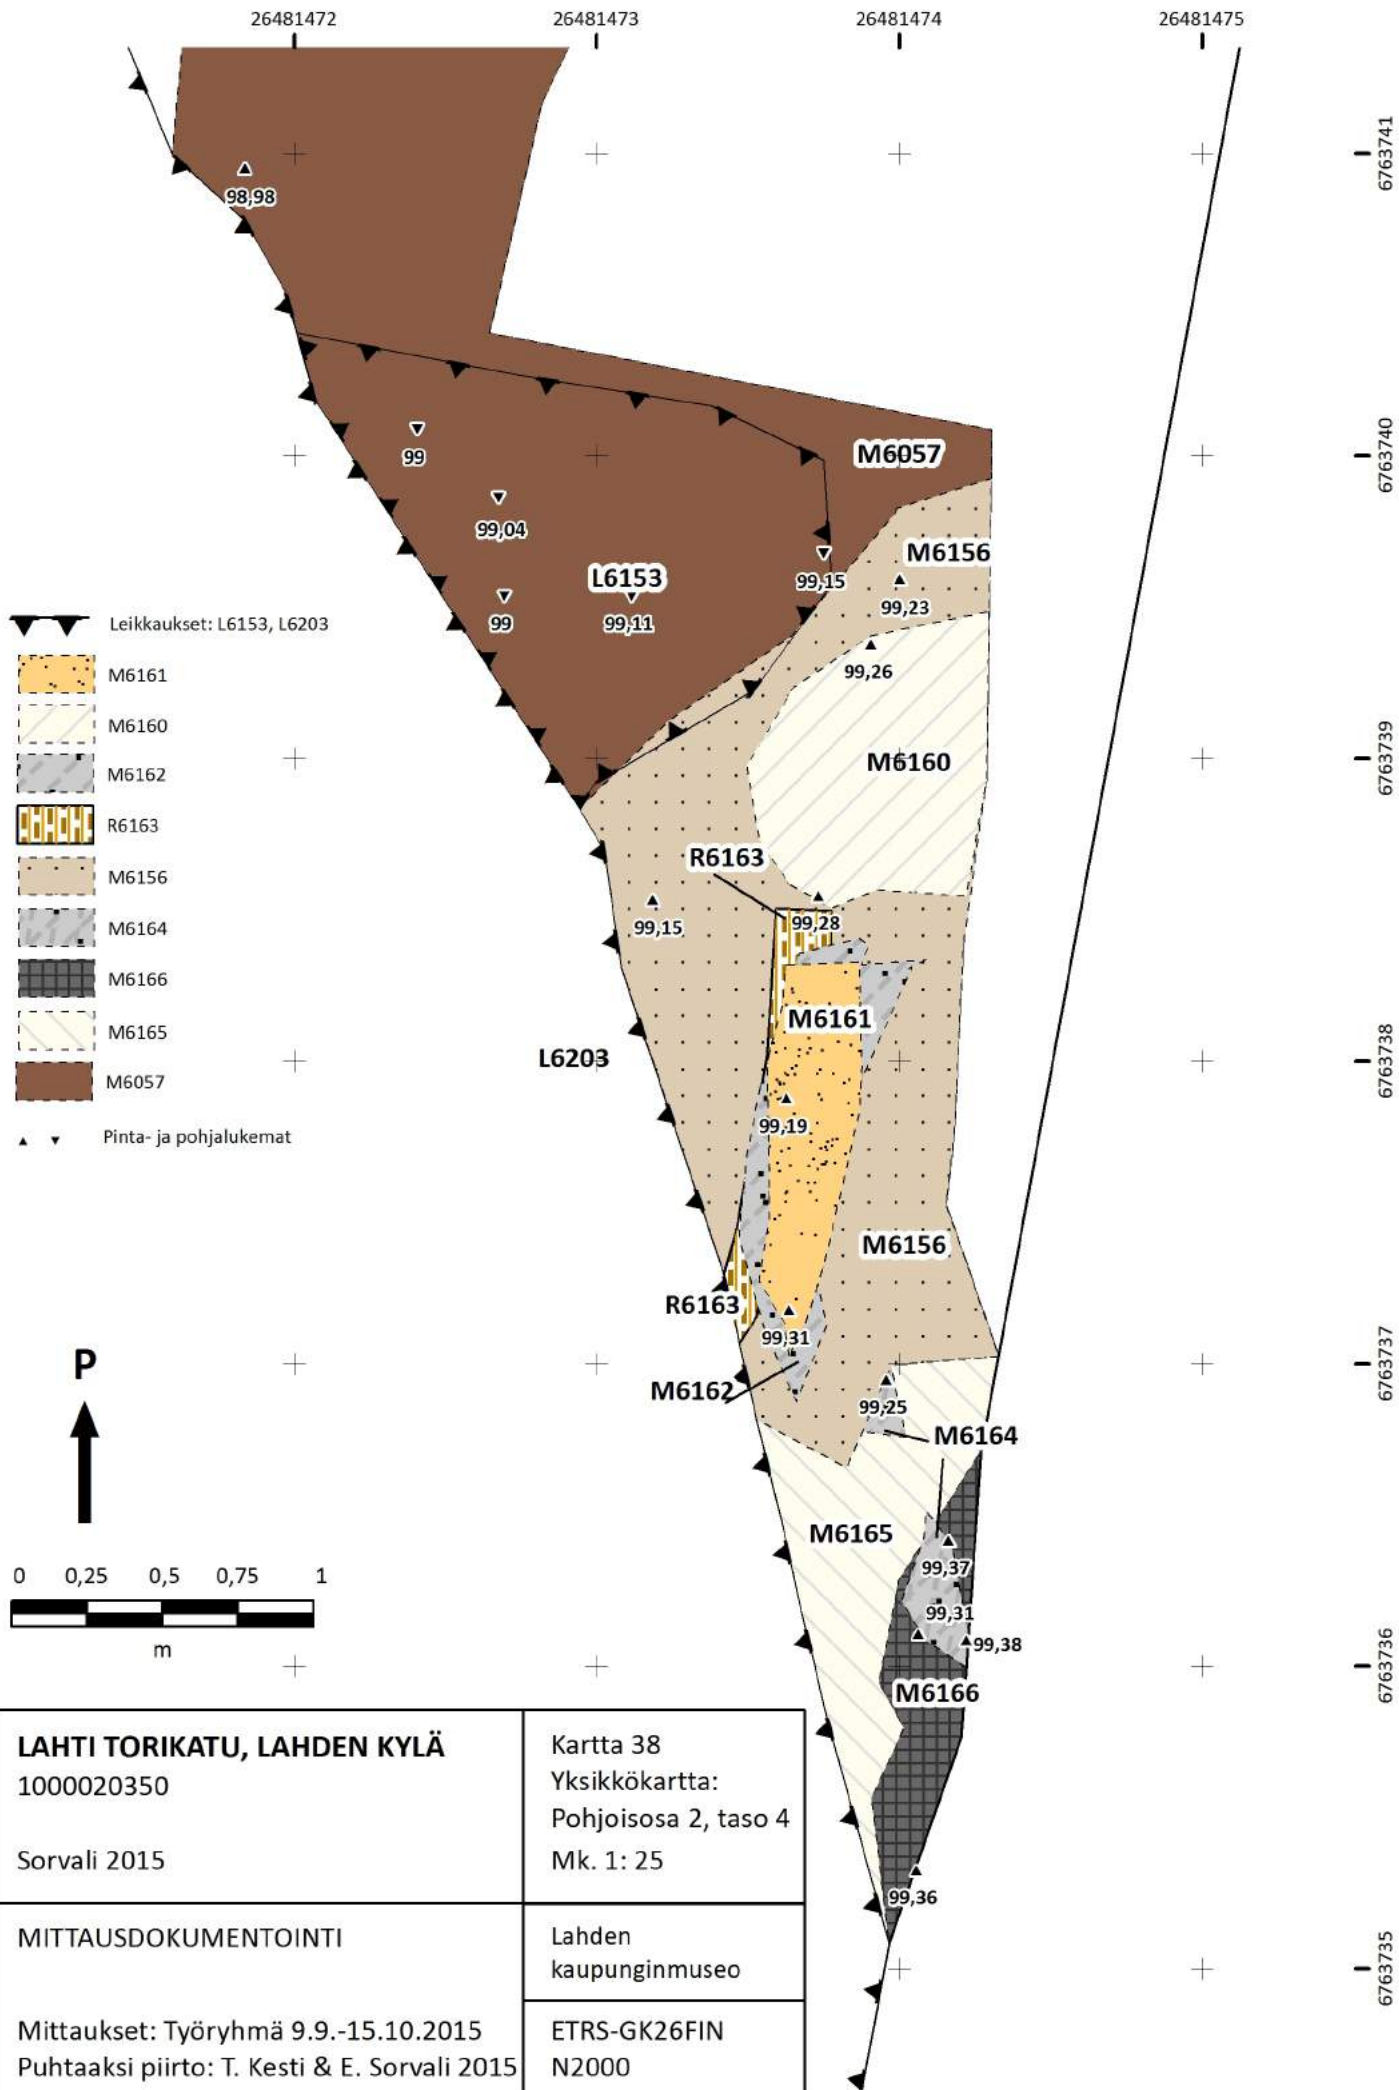 26481472
26481473
26481474
26481475
6763741
98,98
M6057
6763740
99
99,04
M6156
L6153
99,15
99,23
99
99,11
Leikkaukset: L6153, L6203
99,26
M6161
M6160
M6162
R6163
M6156
M6164
M6166
M6165
M6057
Pinta- ja pohjalukemat
M6160
6763739
R6163
99,28
99,15
M6161
L6203
6763738
99,19
M6156
R6163
99,31
6763737
M6162
99,25
M6164
P
M6165
99,37
0 0,25 0,5 0,75 1
m
99,31
99,38
6763736
M6166
LAHTI TORIKATU, LAHDEN KYLÄ
1000020350
Sorvali 2015
Kartta 38
Yksikkökartta:
Pohjoisosa 2, taso 4
Mk. 1: 25
99,36
MITTAUSDOKUMENTOINTI
Lahden
kaupunginmuseo
6763735
Mittaukset: Työryhmä 9.9.-15.10.2015
Puhtaaksi piirto: T. Kesti & E. Sorvali 2015
ETRS-GK26FIN
N2000